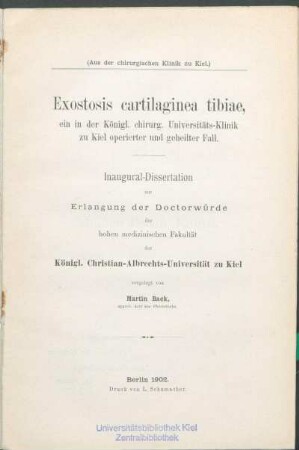 (Aus der chirurgischen Klinik zu Kiel.)
Exostosis cartilaginea tibiae,
ein in der Königl. chirurg. Universitäts-Klinik
zu Kiel operierter und geheilter Fall.
Inaugural-Dissertation
zur
Erlangung der Doctorwürde
der
hohen medizinischen Fakultät
der
Königl. Christian-Albrechts-Universität zu Kiel
vorgelegt von
Martin Back,
Berlin 1902.
Druck von L. Schumacher.
Universitätsbibliothek Kiel
Zentralbibliothek